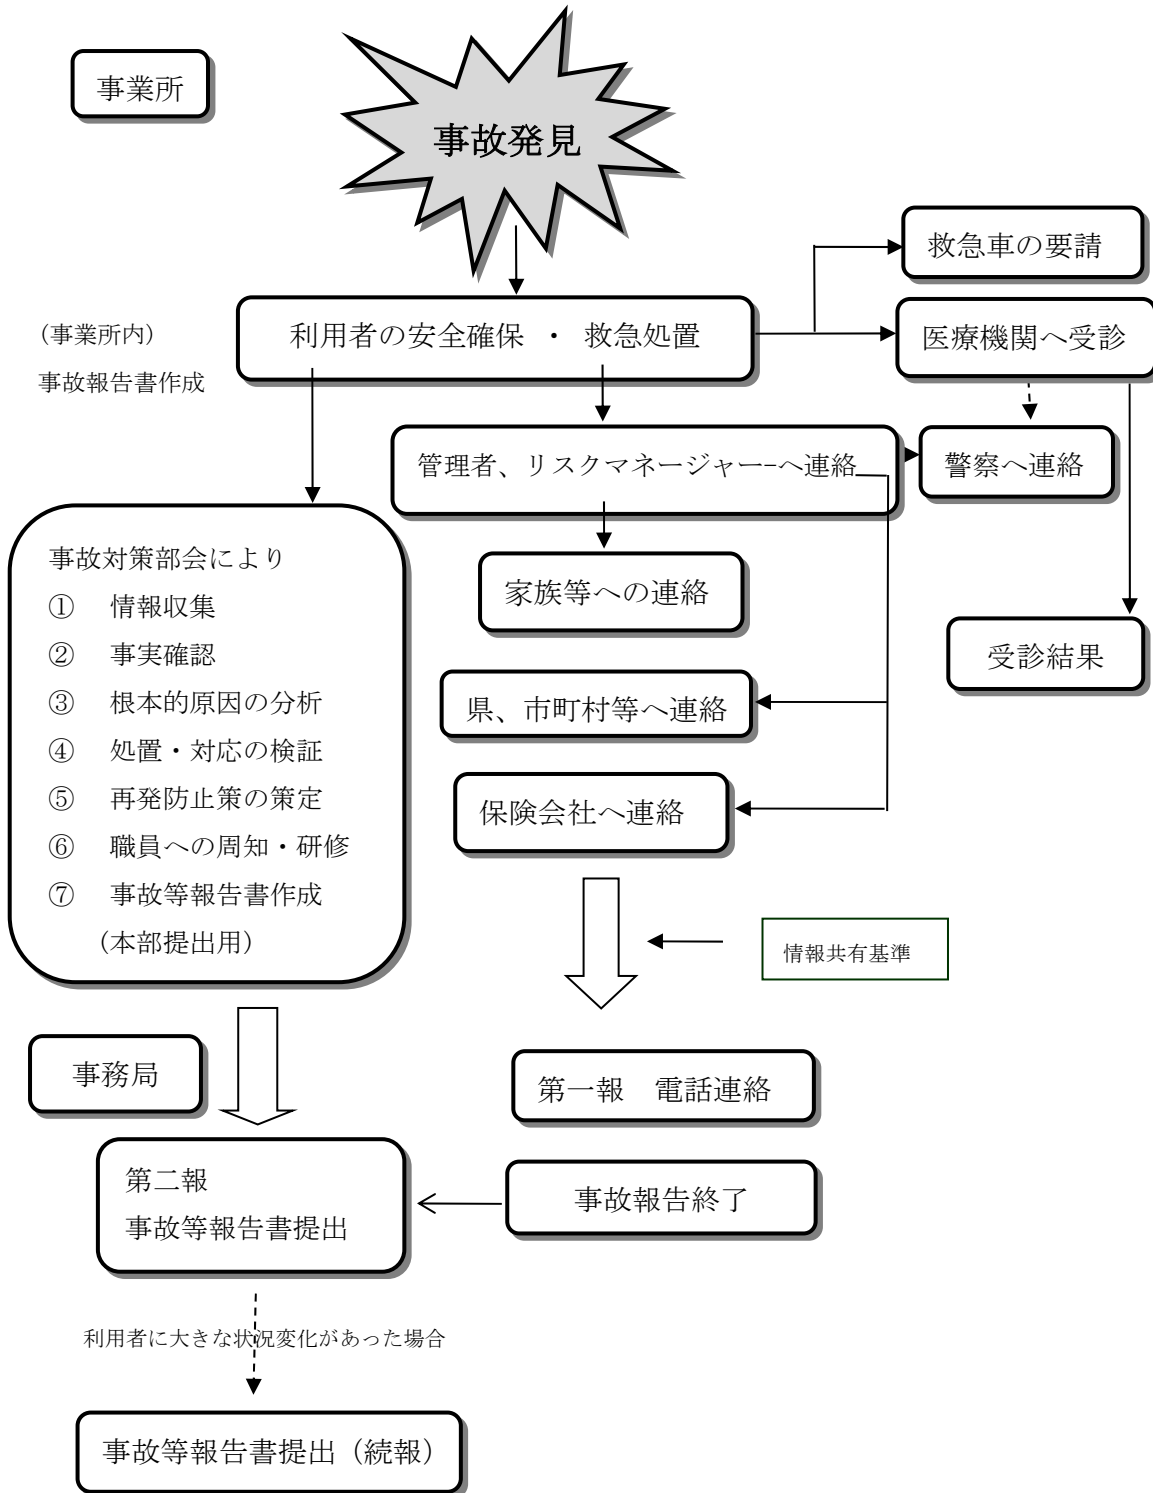 事業所
事故発見
救急車の要請
利用者の安全確保 ・ 救急処置
医療機関へ受診
(事業所内)
事故報告書作成
管理者、リスクマネージャー-へ連絡
警察へ連絡
事故対策部会により
① 情報収集
② 事実確認
③ 根本的原因の分析
④ 処置・対応の検証
⑤ 再発防止策の策定
⑥ 職員への周知・研修
⑦ 事故等報告書作成
(本部提出用)
家族等への連絡
受診結果
県、市町村等へ連絡
保険会社へ連絡
情報共有基準
事務局
第一報 電話連絡
第二報
事故等報告書提出
事故報告終了
利用者に大きな状況変化があった場合
事故等報告書提出（続報）